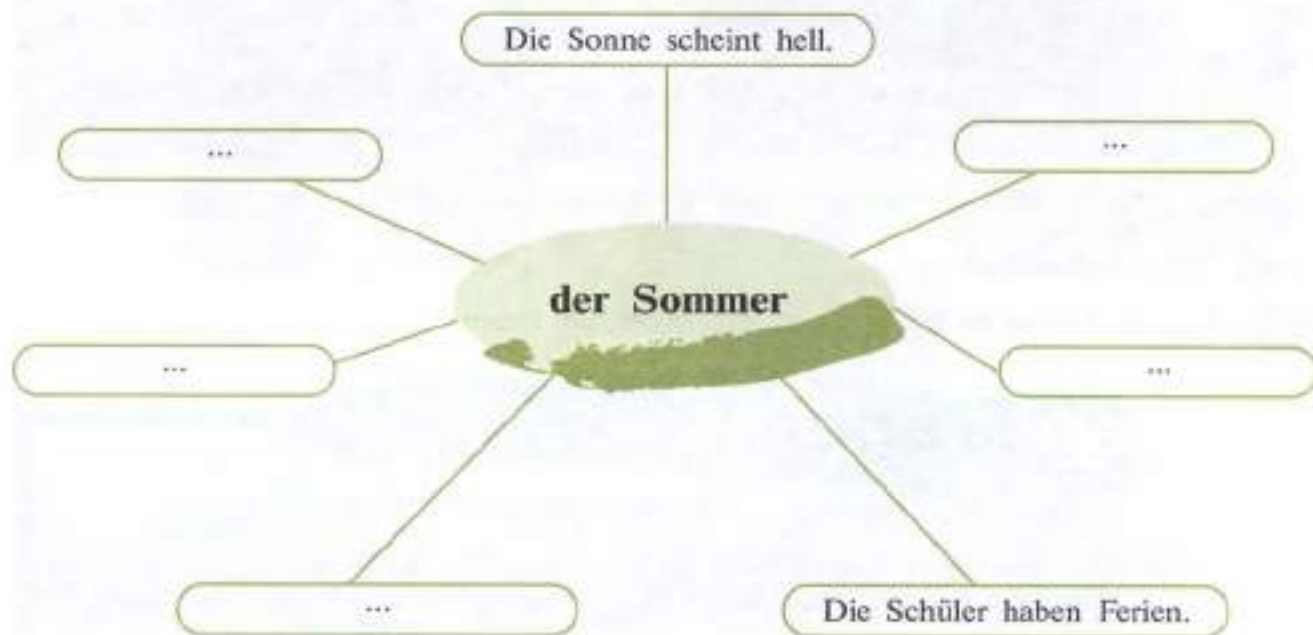 Die Sonne scheint hell.
...
...
der Sommer
...
...
...
Die Schüler haben Ferien.